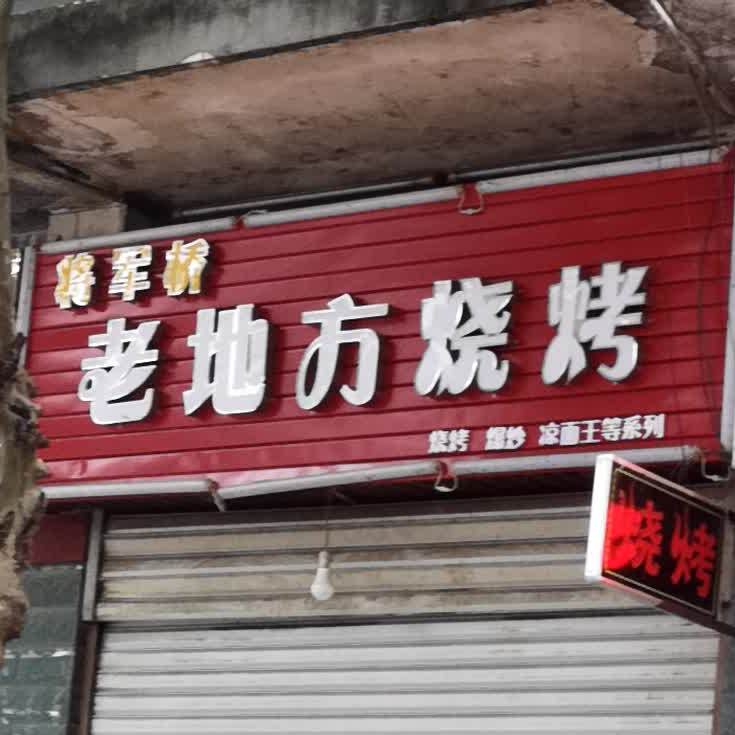 将军桥
老地方烧烤
烧烤 爆炒 凉面王等系列
烧烤